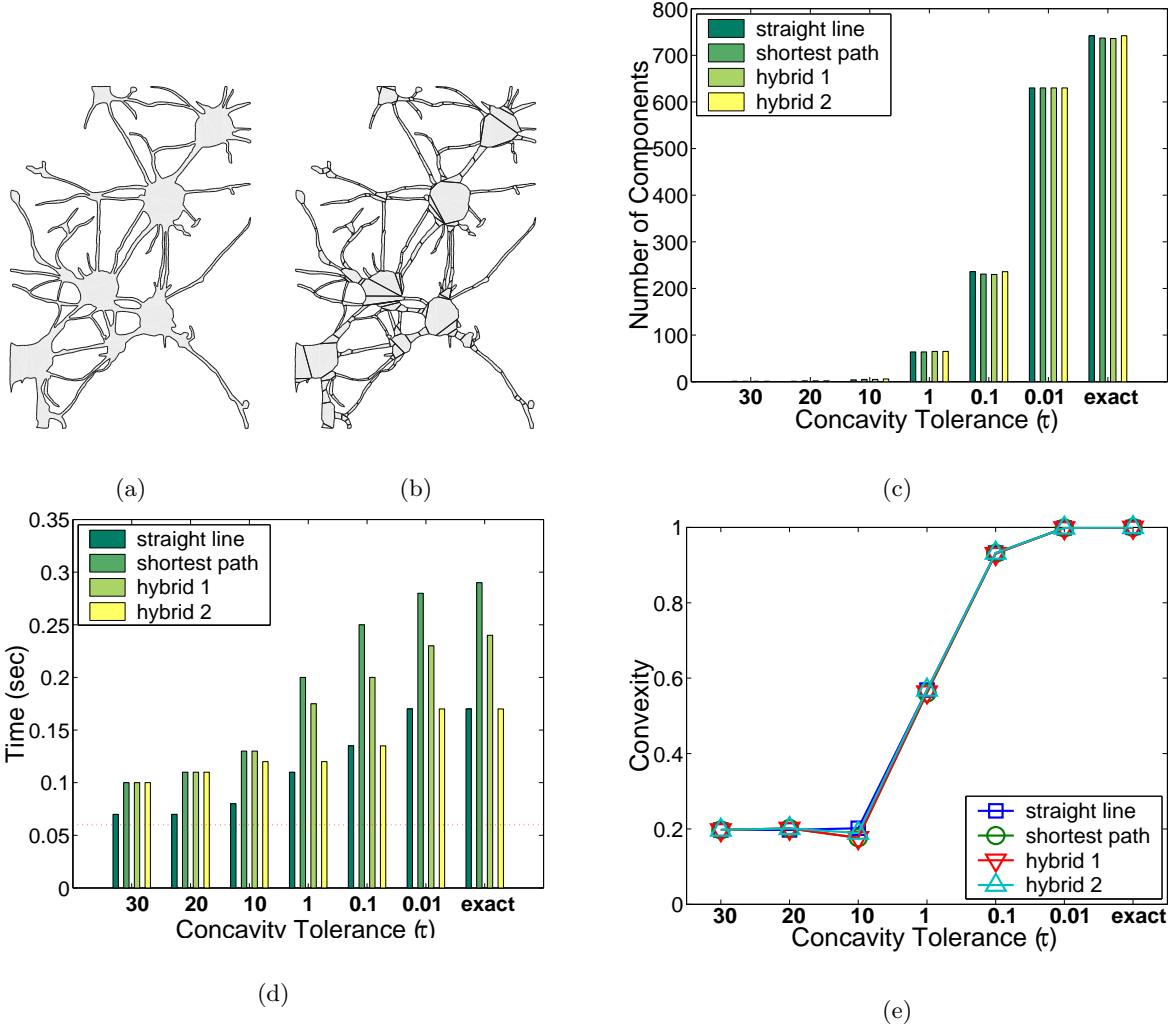 800
700
600
500
400
300
200
100
0
Number of Components
straight line
shortest path
hybrid 1
hybrid 2
30 20 10 1 0.1 0.01 exact
Concavity Tolerance (τ)
(a)
(b)
(c)
0.35
0.3
0.25
0.2
0.15
0.1
0.05
0
Time (sec)
straight line
shortest path
hybrid 1
hybrid 2
30 20 10 1 0.1 0.01 exact
Concavity Tolerance (τ)
(d)
1
0.8
0.6
0.4
0.2
0
Convexity
straight line
shortest path
hybrid 1
hybrid 2
30 20 10 1 0.1 0.01 exact
Concavity Tolerance (τ)
(e)